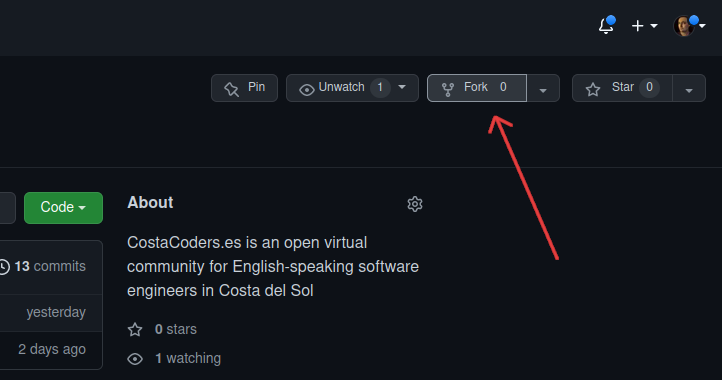 Pin
Unwatch 1
Fork 0
Star 0
Code
About
CostaCoders.es is an open virtual
community for English-speaking software
engineers in Costa del Sol
13 commits
yesterday
2 days ago
0 stars
1 watching